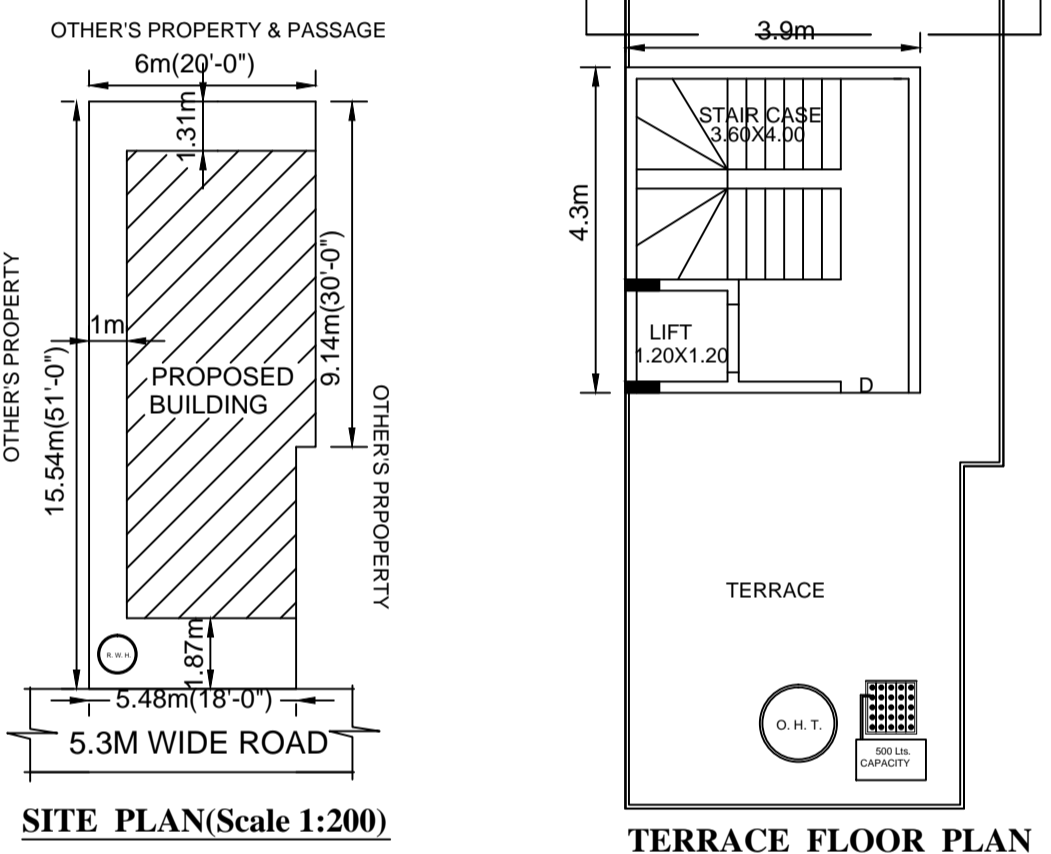 OTHER'S PROPERTY & PASSAGE
6m(20'-0")
1.31m
OTHER'S PROPERTY
15.54m(51'-0")
1m
9.14m(30'-0")
PROPOSED
BUILDING
OTHER'S PRPOPERTY
R. W. H.
1.87m
5.48m(18'-0")
5.3M WIDE ROAD
SITE PLAN(Scale 1:200)
3.9m
4.3m
STAIR CASE
3.60X4.00
LIFT
1.20X1.20
D
TERRACE
O. H. T.
500 Lts.
CAPACITY
TERRACE FLOOR PLAN